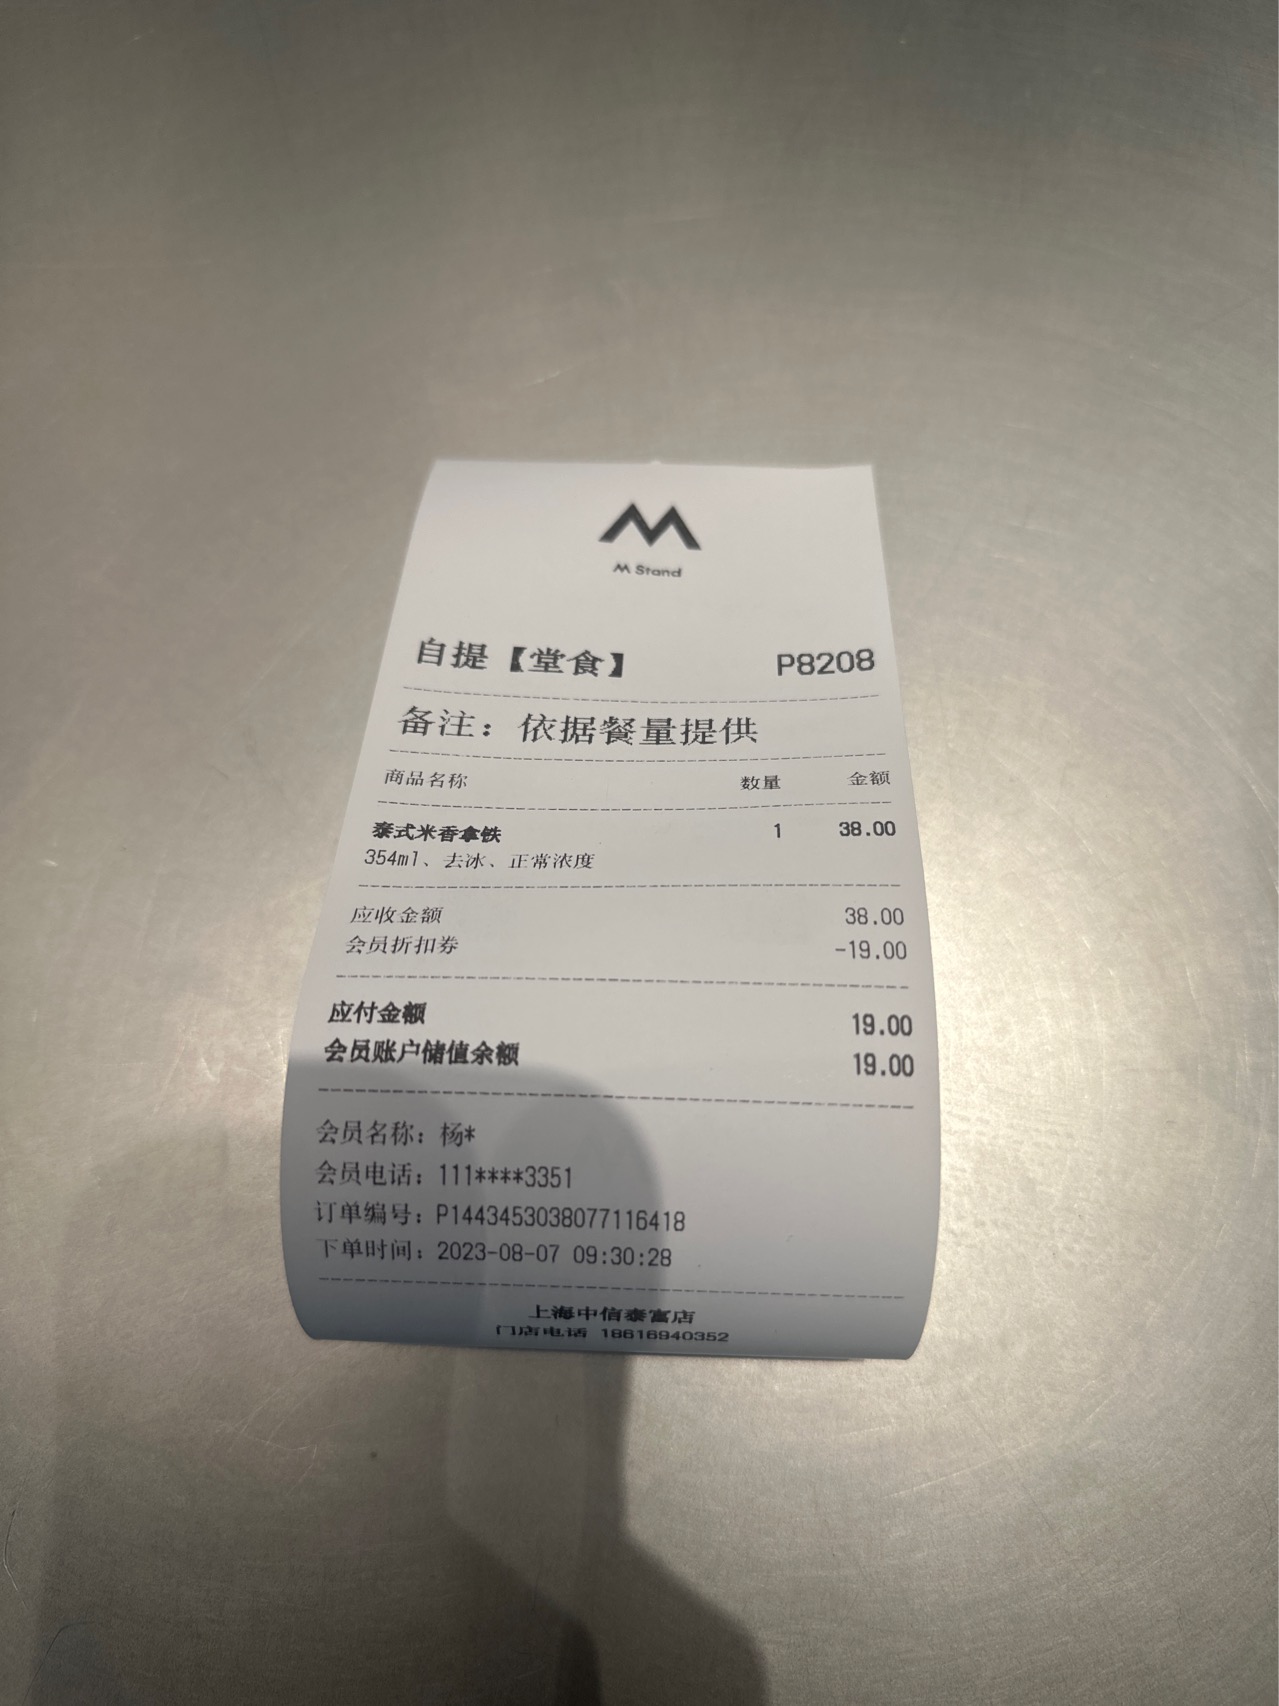 M Stand
自提【堂食】 P8208
备注：依据餐量提供
商品名称 数量 金额
泰式米香拿铁 1 38.00
354ml、去冰、正常浓度
应收金额 38.00
会员折扣券 -19.00
应付金额 19.00
会员账户储值余额 19.00
会员名称：杨*
会员电话：111****3351
订单编号：P1443453038077116418
下单时间：2023-08-07 09:30:28
上海中信泰富店
门店电话 18616940352